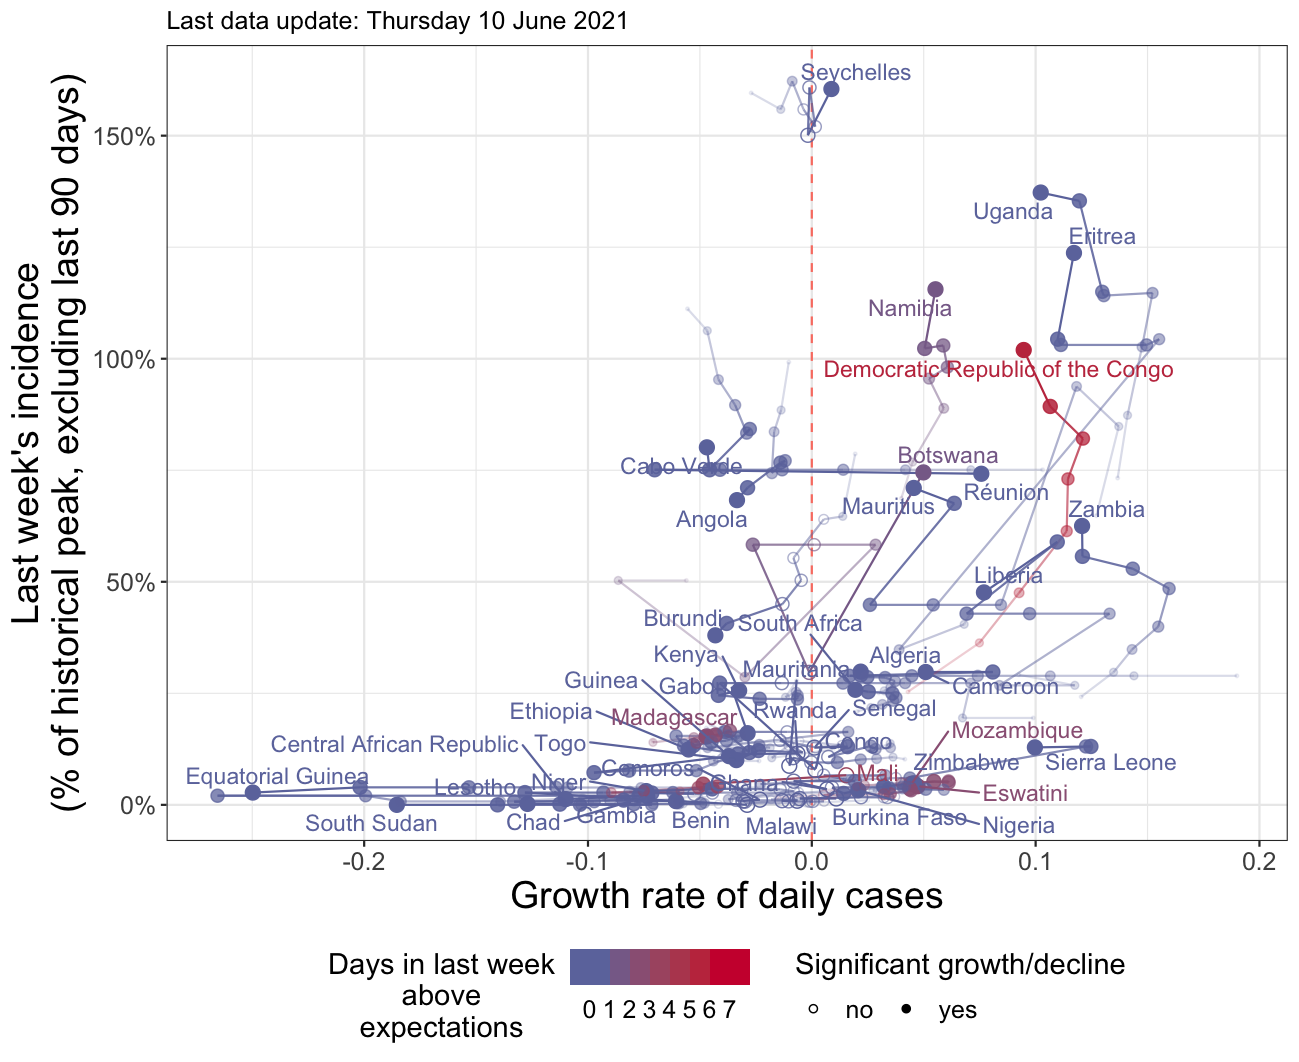 Last data update: Thursday 10 June 2021
Last week's incidence
(% of historical peak, excluding last 90 days)
150%
100%
50%
0%
Seychelles
Uganda
Eritrea
Namibia
Democratic Republic of the Congo
Botswana
Cabo Verde
Réunion
Mauritius
Angola
Zambia
Liberia
Burundi
South Africa
Kenya
Mauritania
Algeria
Guinea
Gabon
Cameroon
Ethiopia
Madagascar
Rwanda
Senegal
Mozambique
Central African Republic
Togo
Congo
Zimbabwe
Sierra Leone
Equatorial Guinea
Comoros
Mali
Lesotho
Niger
Ghana
Eswatini
South Sudan
Chad
Gambia
Benin
Malawi
Burkina Faso
Nigeria
-0.2
-0.1
0.0
0.1
0.2
Growth rate of daily cases
Days in last week
above
expectations
0 1 2 3 4 5 6 7
Significant growth/decline
no
yes